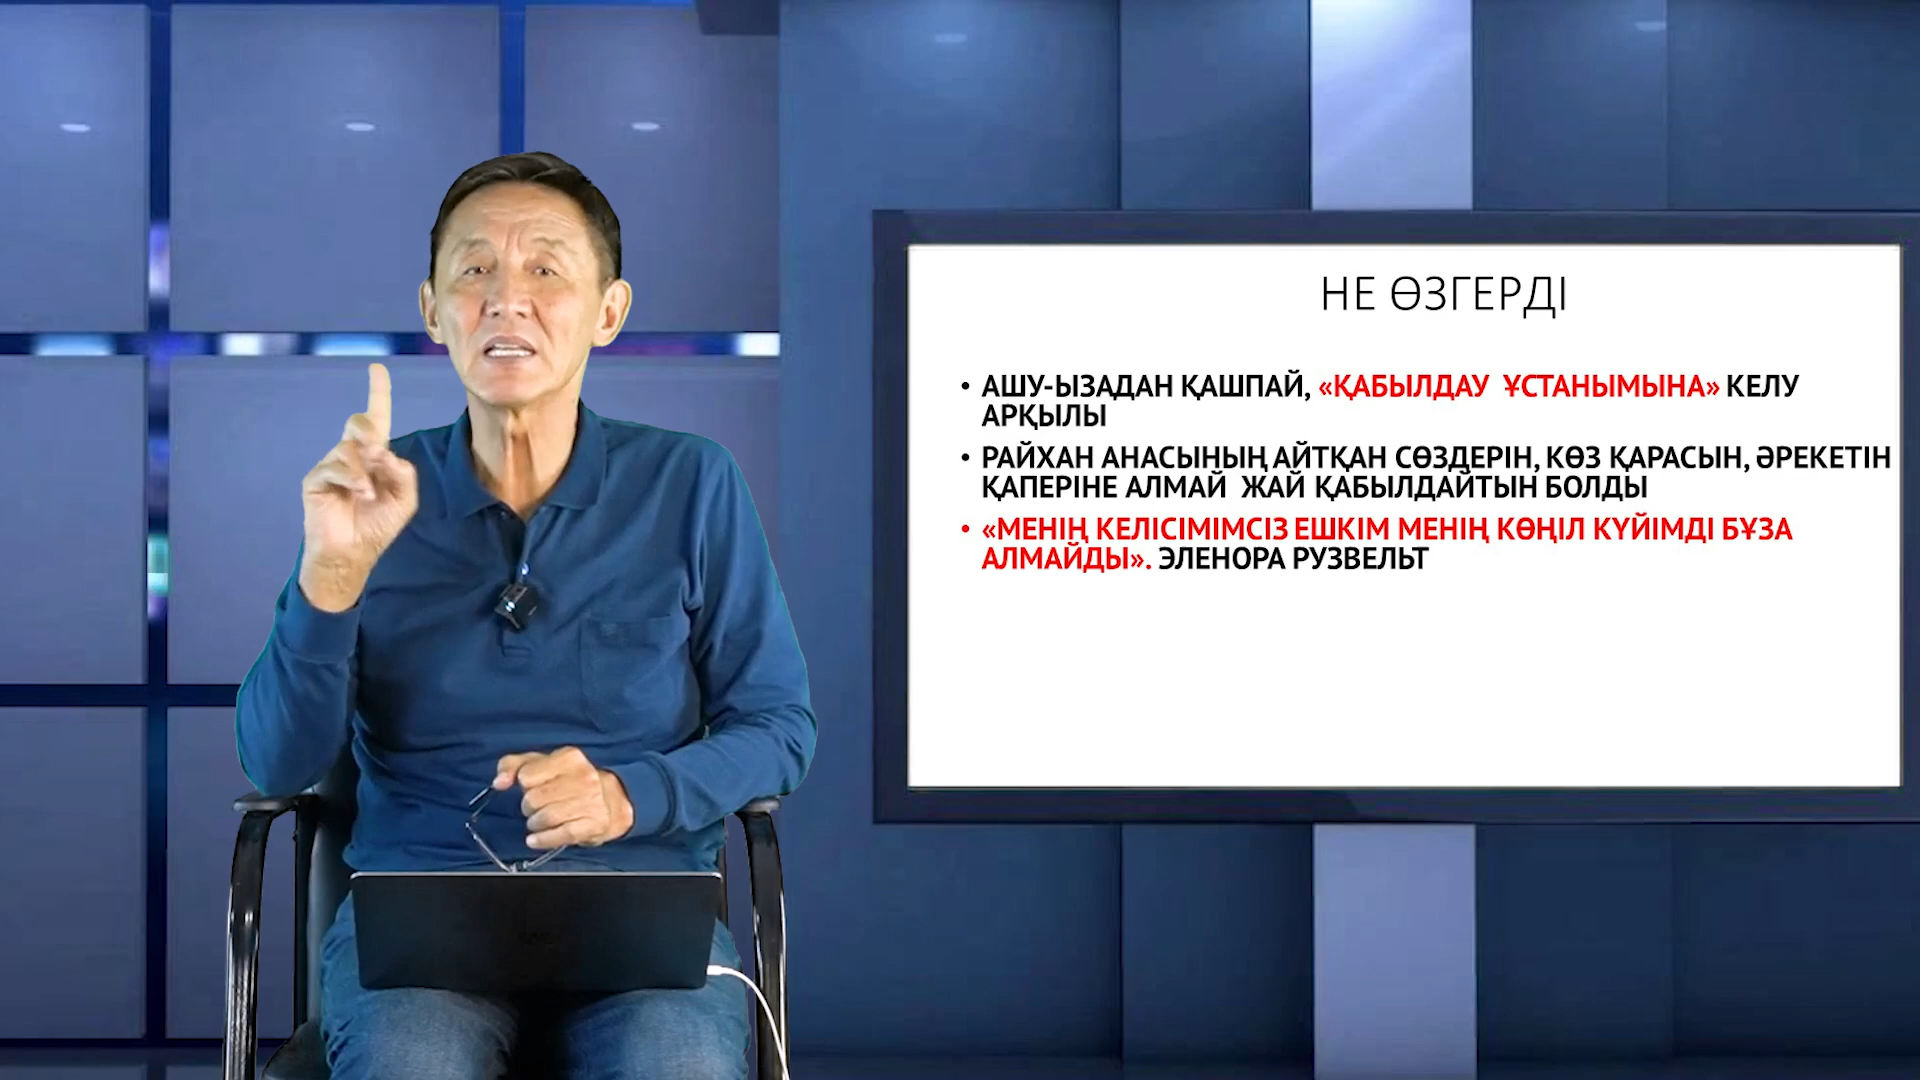 НЕ ӨЗГЕРДІ
• АШУ-ЫЗАДАН ҚАШПАЙ, «ҚАБЫЛДАУ ҰСТАНЫМЫНА» КЕЛУ
АРҚЫЛЫ
• РАЙХАН АНАСЫНЫҢ АЙТҚАН СӨЗДЕРІН, КӨЗ ҚАРАСЫН, ӘРЕКЕТІН
ҚАПЕРІНЕ АЛМАЙ ЖАЙ ҚАБЫЛДАЙТЫН БОЛДЫ
• «МЕНІҢ КЕЛІСІМІМСІЗ ЕШКІМ МЕНІҢ КӨҢІЛ КҮЙІМДІ БҰЗА
АЛМАЙДЫ». ЭЛЕНОРА РУЗВЕЛЬТ